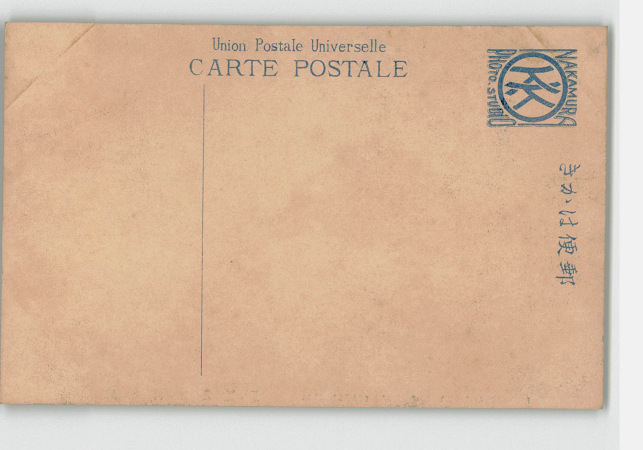 Union Postale Universelle
CARTE POSTALE
NAKAMURA
PHOTO. STUDIO
きかは便郵